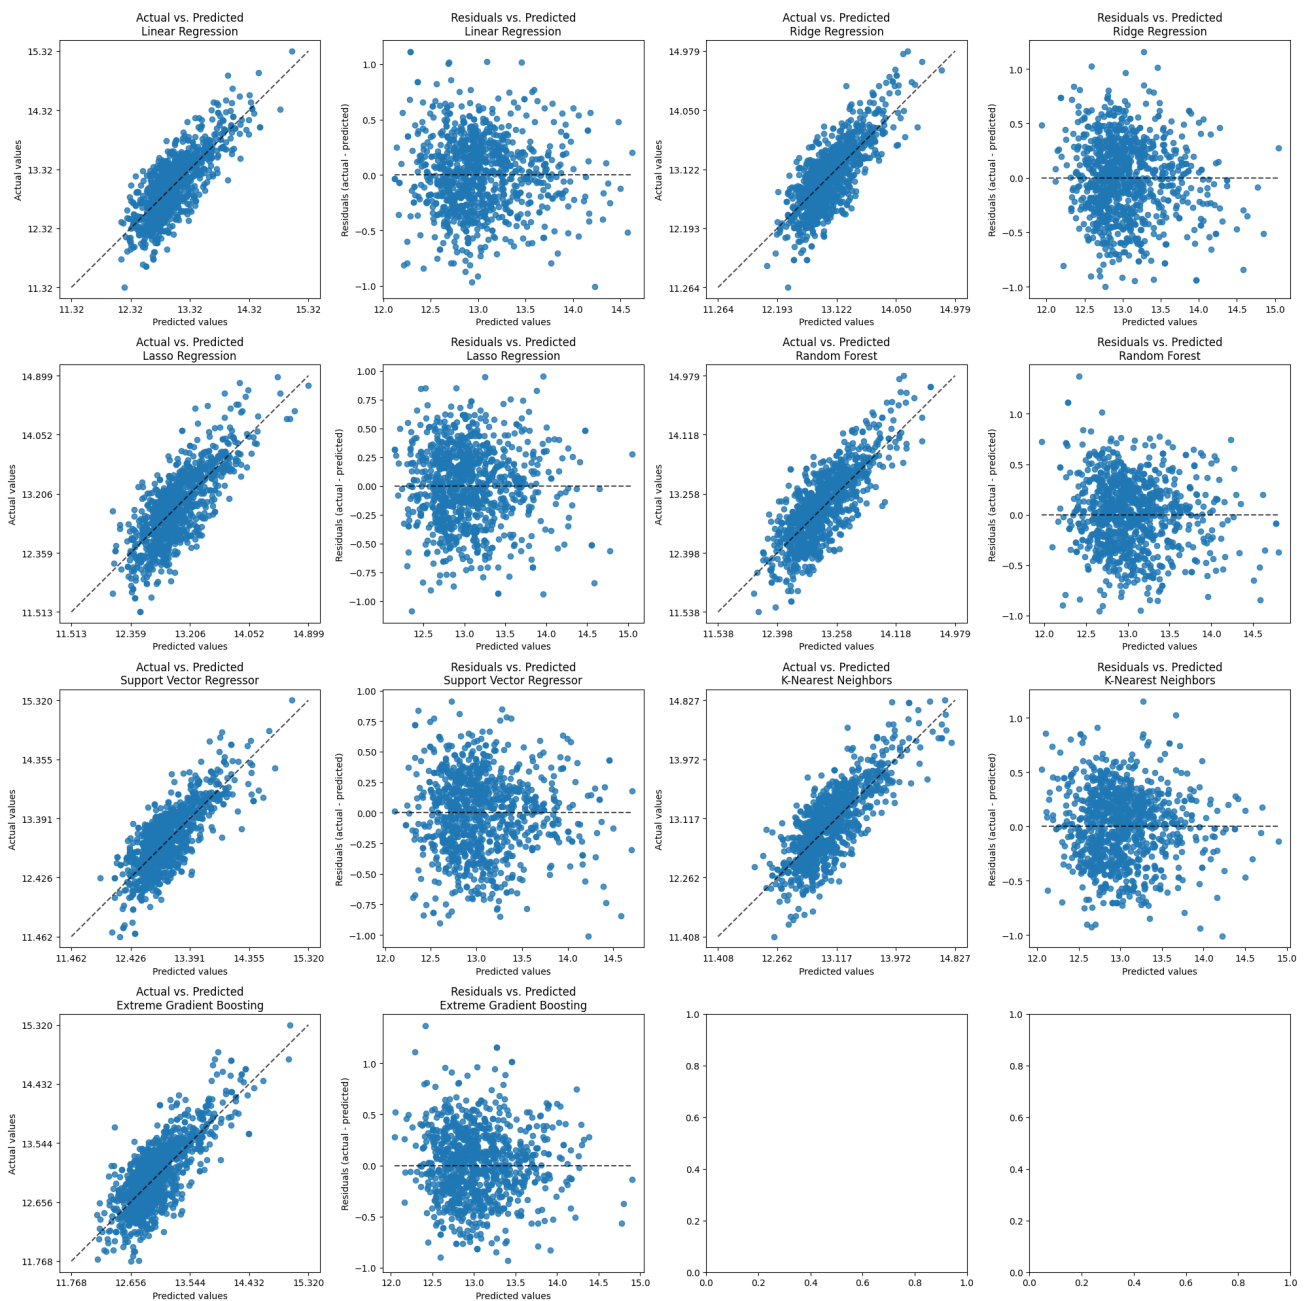 Actual vs. Predicted
Linear Regression
Actual values
15.32
14.32
13.32
12.32
11.32
11.32 12.32 13.32 14.32 15.32
Predicted values
Residuals vs. Predicted
Linear Regression
Residuals (actual - predicted)
1.0
0.5
0.0
−0.5
−1.0
12.0 12.5 13.0 13.5 14.0 14.5
Predicted values
Actual vs. Predicted
Ridge Regression
Actual values
14.979
14.050
13.122
12.193
11.264
11.264 12.193 13.122 14.050 14.979
Predicted values
Residuals vs. Predicted
Ridge Regression
Residuals (actual - predicted)
1.0
0.5
0.0
−0.5
−1.0
12.0 12.5 13.0 13.5 14.0 14.5 15.0
Predicted values
Actual vs. Predicted
Lasso Regression
Actual values
14.899
14.052
13.206
12.359
11.513
11.513 12.359 13.206 14.052 14.899
Predicted values
Residuals vs. Predicted
Lasso Regression
Residuals (actual - predicted)
1.00
0.75
0.50
0.25
0.00
−0.25
−0.50
−0.75
−1.00
12.5 13.0 13.5 14.0 14.5 15.0
Predicted values
Actual vs. Predicted
Random Forest
Actual values
14.979
14.118
13.258
12.398
11.538
11.538 12.398 13.258 14.118 14.979
Predicted values
Residuals vs. Predicted
Random Forest
Residuals (actual - predicted)
1.0
0.5
0.0
−0.5
−1.0
12.0 12.5 13.0 13.5 14.0 14.5
Predicted values
Actual vs. Predicted
Support Vector Regressor
Actual values
15.320
14.355
13.391
12.426
11.462
11.462 12.426 13.391 14.355 15.320
Predicted values
Residuals vs. Predicted
Support Vector Regressor
Residuals (actual - predicted)
1.00
0.75
0.50
0.25
0.00
−0.25
−0.50
−0.75
−1.00
12.0 12.5 13.0 13.5 14.0 14.5
Predicted values
Actual vs. Predicted
K-Nearest Neighbors
Actual values
14.827
13.972
13.117
12.262
11.408
11.408 12.262 13.117 13.972 14.827
Predicted values
Residuals vs. Predicted
K-Nearest Neighbors
Residuals (actual - predicted)
1.0
0.5
0.0
−0.5
−1.0
12.0 12.5 13.0 13.5 14.0 14.5 15.0
Predicted values
Actual vs. Predicted
Extreme Gradient Boosting
Actual values
15.320
14.432
13.544
12.656
11.768
11.768 12.656 13.544 14.432 15.320
Predicted values
Residuals vs. Predicted
Extreme Gradient Boosting
Residuals (actual - predicted)
1.0
0.5
0.0
−0.5
−1.0
12.0 12.5 13.0 13.5 14.0 14.5 15.0
Predicted values
1.0
0.8
0.6
0.4
0.2
0.0
0.0 0.2 0.4 0.6 0.8 1.0
1.0
0.8
0.6
0.4
0.2
0.0
0.0 0.2 0.4 0.6 0.8 1.0